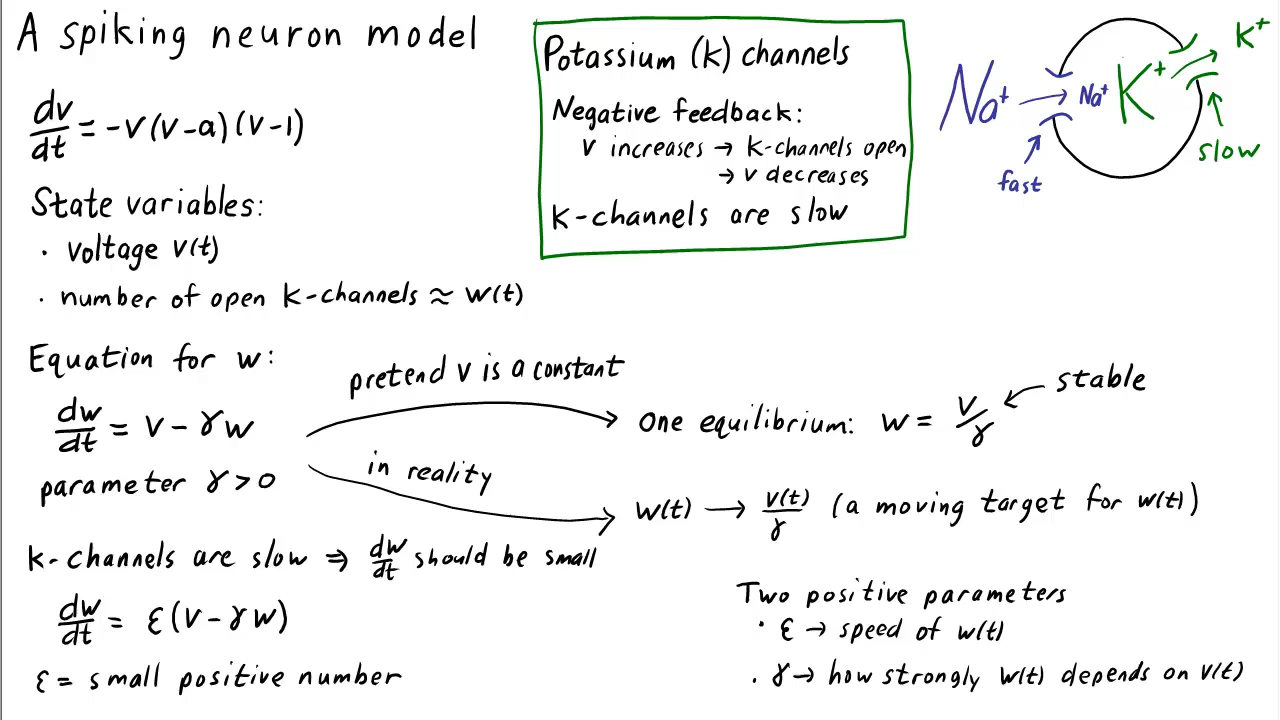 A spiking neuron model
dv/dt = -v(v-a)(v-1)
State variables:
· voltage v(t)
· number of open K-channels ≈ w(t)
Potassium (K) channels
Negative feedback:
v increases → K-channels open
→ v decreases
K-channels are slow
Na⁺ → Na⁺ K⁺ → K⁺
fast
slow
Equation for w:
dw/dt = v - γw
parameter γ > 0
pretend v is a constant
One equilibrium: w = v/γ
stable
in reality
w(t) → v(t)/γ (a moving target for w(t))
K-channels are slow ⇒ dw/dt should be small
dw/dt = ε(v - γw)
ε = small positive number
Two positive parameters
· ε → speed of w(t)
· γ → how strongly w(t) depends on v(t)